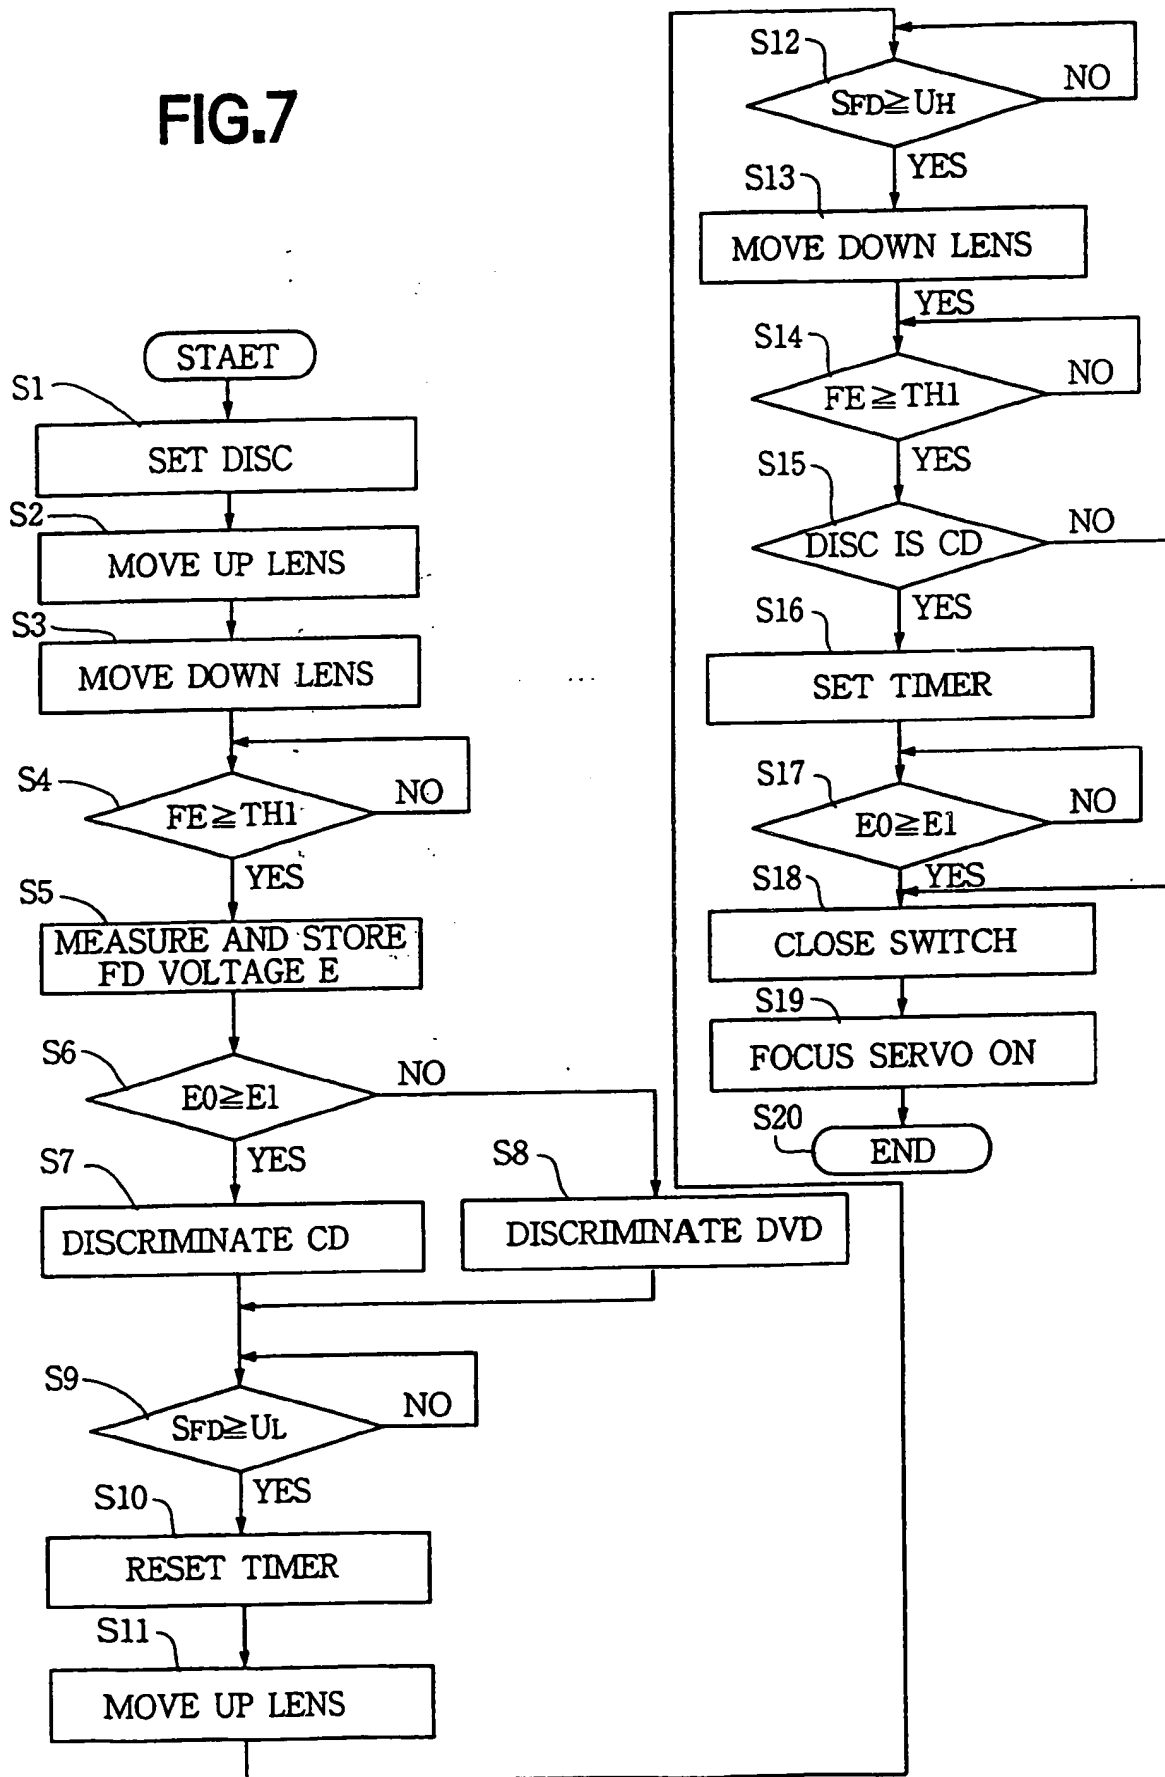 FIG.7
STAET
S1
SET DISC
S2
MOVE UP LENS
S3
MOVE DOWN LENS
S4
FE≧TH1
NO
YES
S5
MEASURE AND STORE
FD VOLTAGE E
S6
E0≧E1
NO
YES
S7
DISCRIMINATE CD
S8
DISCRIMINATE DVD
S9
SFD≧UL
NO
YES
S10
RESET TIMER
S11
MOVE UP LENS
S12
SFD≧UH
NO
YES
S13
MOVE DOWN LENS
YES
S14
FE≧TH1
NO
YES
S15
DISC IS CD
NO
YES
S16
SET TIMER
S17
E0≧E1
NO
YES
S18
CLOSE SWITCH
S19
FOCUS SERVO ON
S20
END